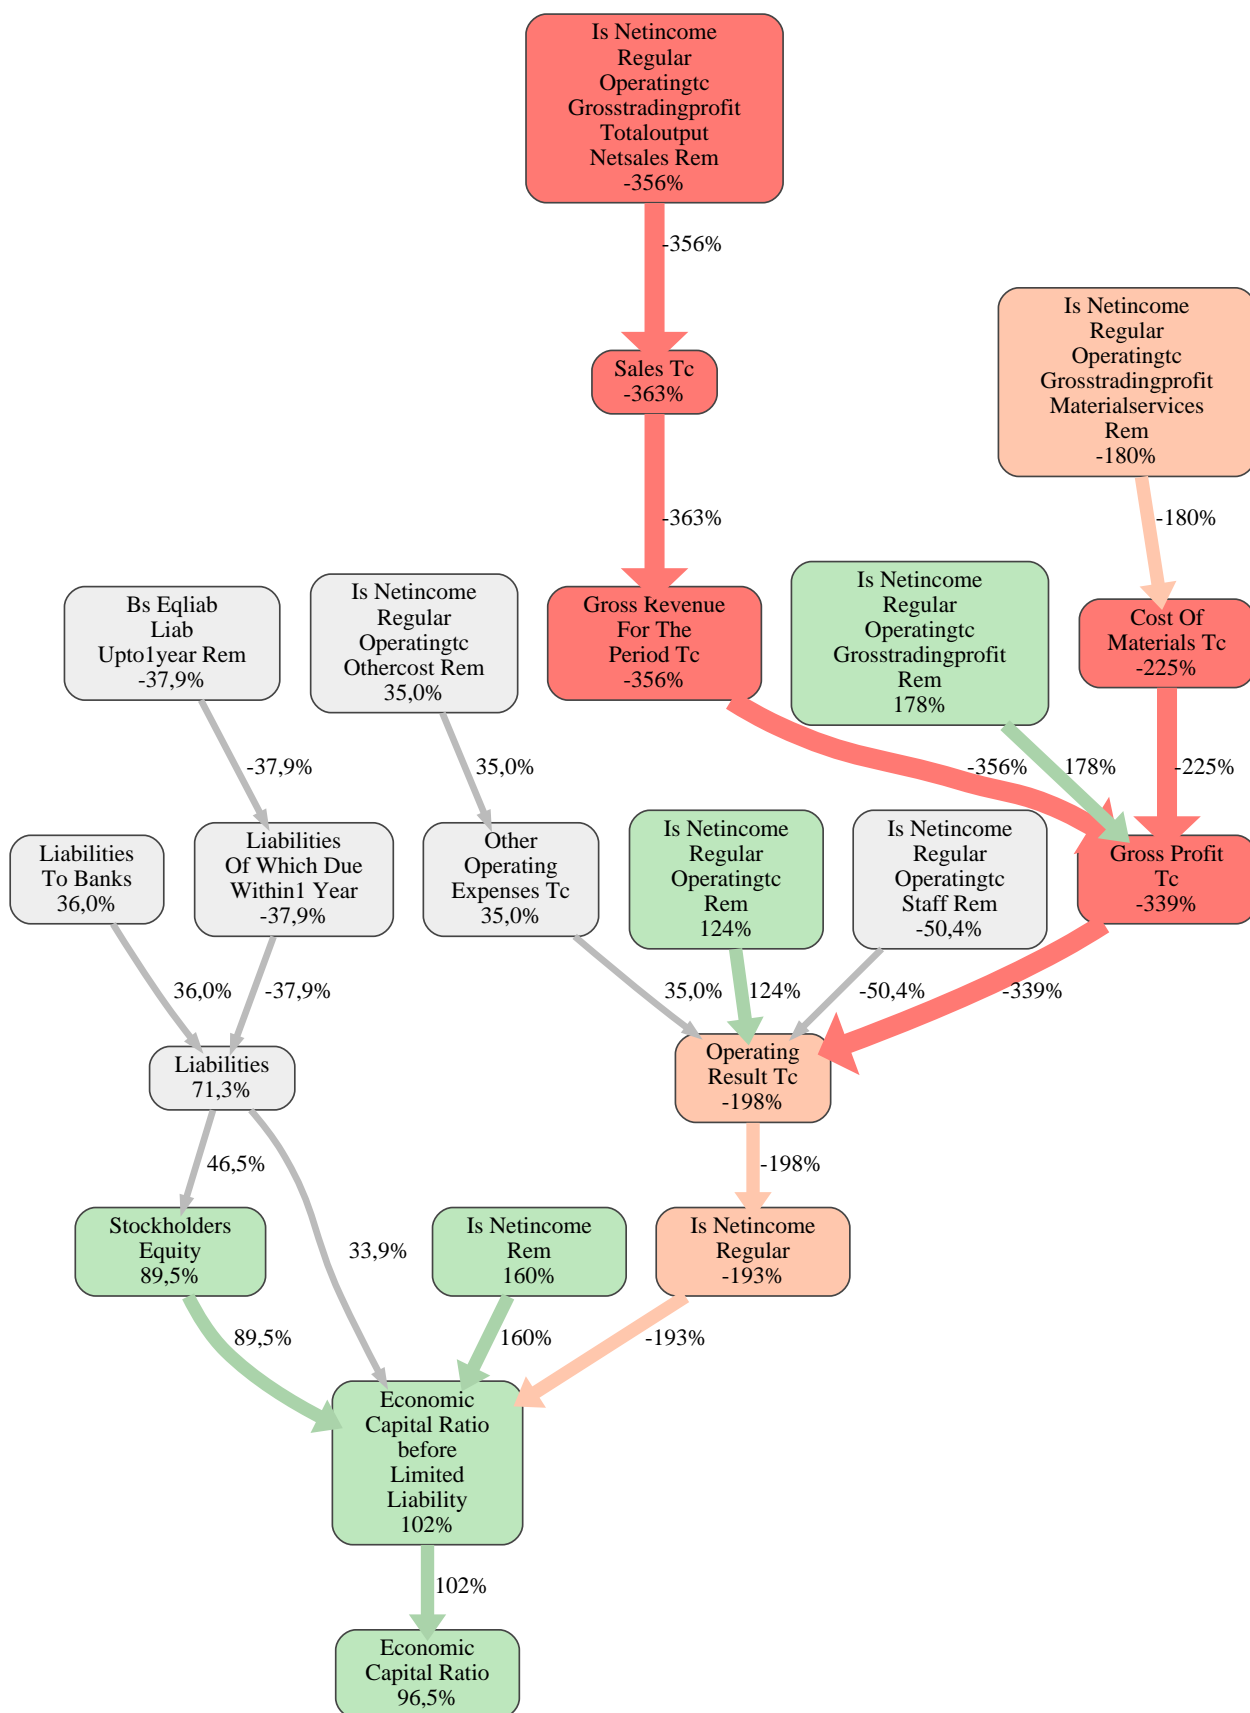 Is Netincome
Regular
Operatingtc
Grosstradingprofit
Totaloutput
Netsales Rem
-356%
-356%
Is Netincome
Regular
Operatingtc
Grosstradingprofit
Materialservices
Rem
-180%
Sales Tc
-363%
-363%
-180%
Bs Eqliab
Liab
Upto1year Rem
-37,9%
Is Netincome
Regular
Operatingtc
Othercost Rem
35,0%
Gross Revenue
For The
Period Tc
-356%
Is Netincome
Regular
Operatingtc
Grosstradingprofit
Rem
178%
Cost Of
Materials Tc
-225%
-37,9%
35,0%
-356%
178%
-225%
Liabilities
To Banks
36,0%
Liabilities
Of Which Due
Within1 Year
-37,9%
Other
Operating
Expenses Tc
35,0%
Is Netincome
Regular
Operatingtc
Rem
124%
Is Netincome
Regular
Operatingtc
Staff Rem
-50,4%
Gross Profit
Tc
-339%
36,0%
-37,9%
35,0%
124%
-50,4%
-339%
Liabilities
71,3%
Operating
Result Tc
-198%
46,5%
-198%
Stockholders
Equity
89,5%
33,9%
Is Netincome
Rem
160%
Is Netincome
Regular
-193%
89,5%
160%
-193%
Economic
Capital Ratio
before
Limited
Liability
102%
102%
Economic
Capital Ratio
96,5%